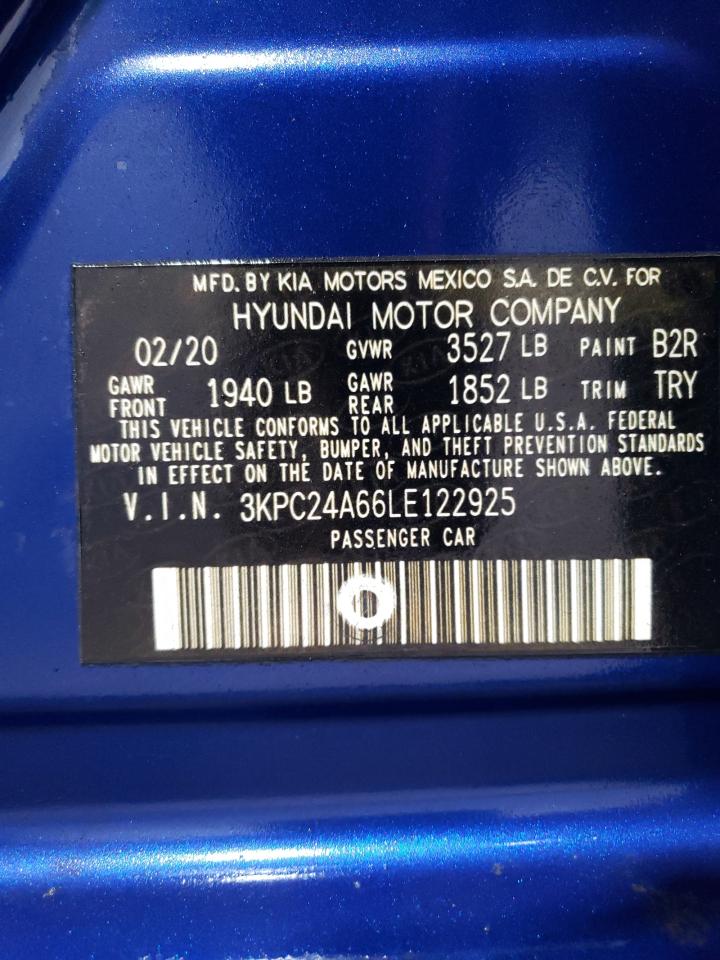 MFD. BY KIA MOTORS MEXICO S.A. DE C.V. FOR
HYUNDAI MOTOR COMPANY
02/20 GVWR 3527 LB PAINT B2R
GAWR FRONT 1940 LB GAWR REAR 1852 LB TRIM TRY
THIS VEHICLE CONFORMS TO ALL APPLICABLE U.S.A. FEDERAL
MOTOR VEHICLE SAFETY, BUMPER, AND THEFT PREVENTION STANDARDS
IN EFFECT ON THE DATE OF MANUFACTURE SHOWN ABOVE.
V.I.N. 3KPC24A66LE122925
PASSENGER CAR